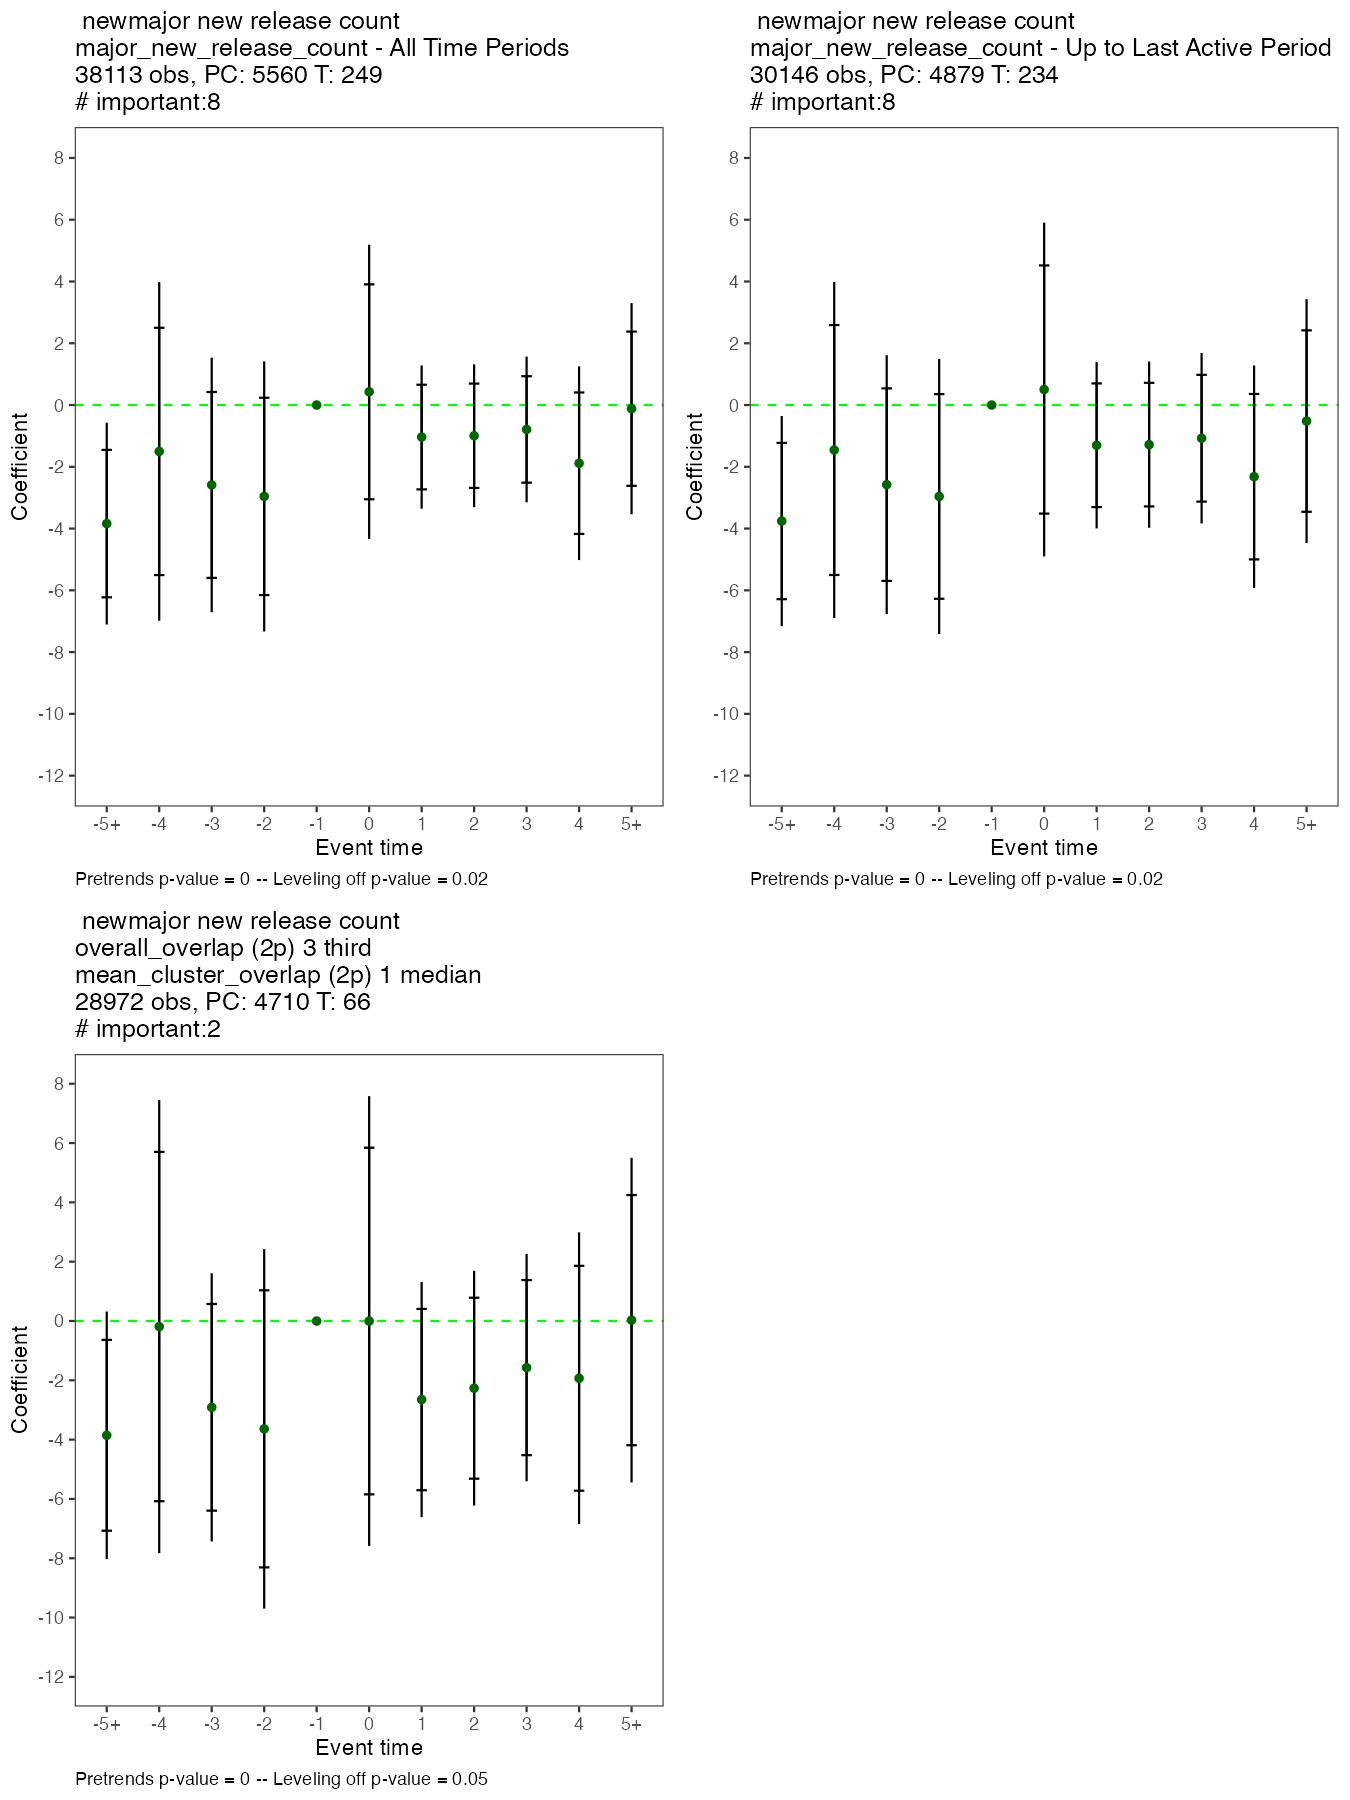 newmajor new release count
major_new_release_count - All Time Periods
38113 obs, PC: 5560 T: 249
# important:8
8
6
4
2
0
-2
-4
-6
-8
-10
-12
Coefficient
-5+ -4 -3 -2 -1 0 1 2 3 4 5+
Event time
Pretrends p-value = 0 -- Leveling off p-value = 0.02
newmajor new release count
major_new_release_count - Up to Last Active Period
30146 obs, PC: 4879 T: 234
# important:8
8
6
4
2
0
-2
-4
-6
-8
-10
-12
Coefficient
-5+ -4 -3 -2 -1 0 1 2 3 4 5+
Event time
Pretrends p-value = 0 -- Leveling off p-value = 0.02
newmajor new release count
overall_overlap (2p) 3 third
mean_cluster_overlap (2p) 1 median
28972 obs, PC: 4710 T: 66
# important:2
8
6
4
2
0
-2
-4
-6
-8
-10
-12
Coefficient
-5+ -4 -3 -2 -1 0 1 2 3 4 5+
Event time
Pretrends p-value = 0 -- Leveling off p-value = 0.05